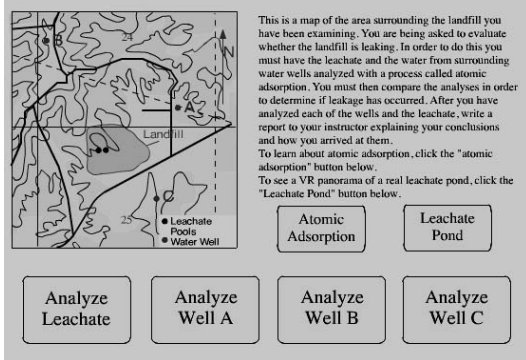 B
24
N
A
Landfill
C
25
Leachate
Pools
Water Well
This is a map of the area surrounding the landfill you
have been examining. You are being asked to evaluate
whether the landfill is leaking. In order to do this you
must have the leachate and the water from surrounding
water wells analyzed with a process called atomic
adsorption. You must then compare the analyses in order
to determine if leakage has occurred. After you have
analyzed each of the wells and the leachate, write a
report to your instructor explaining your conclusions
and how you arrived at them.
To learn about atomic adsorption, click the "atomic
adsorption" button below.
To see a VR panorama of a real leachate pond, click the
"Leachate Pond" button below.
Atomic
Adsorption
Leachate
Pond
Analyze
Leachate
Analyze
Well A
Analyze
Well B
Analyze
Well C